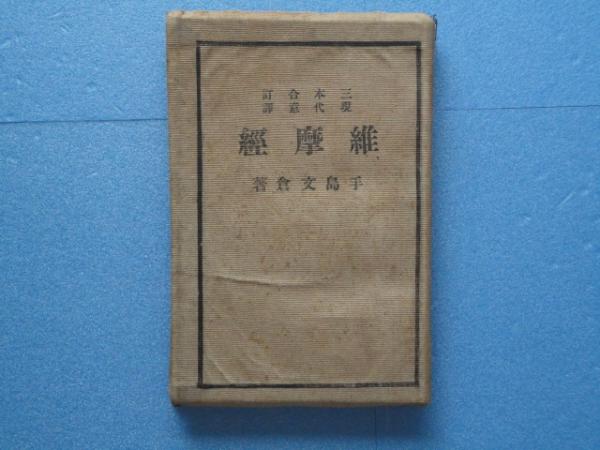 三本合訂
現代意譯
維摩經
手島文倉著